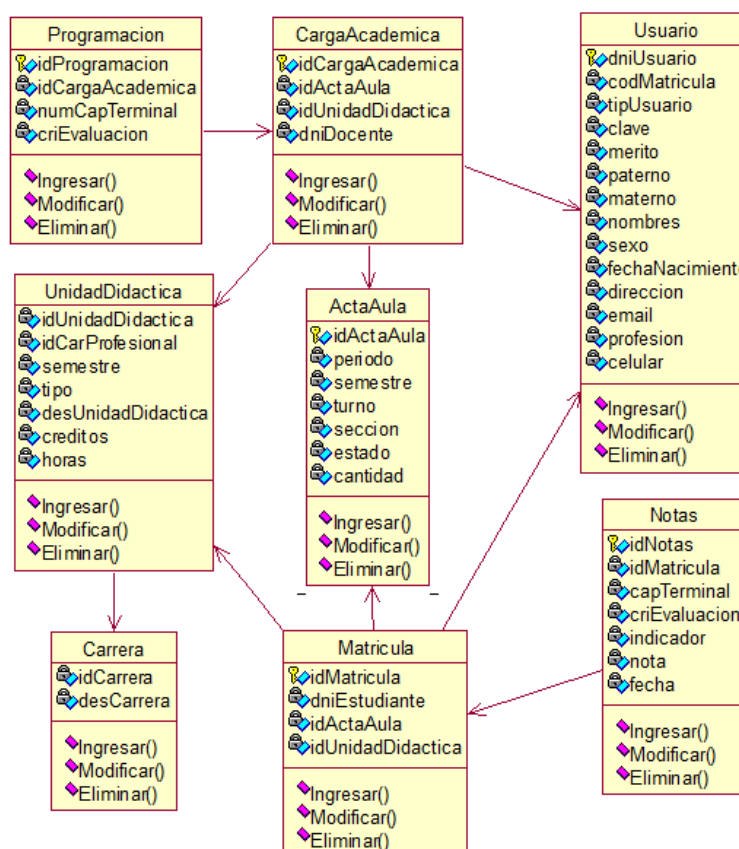 Programacion
idProgramacion
idCargaAcademica
numCapTerminal
criEvaluacion
Ingresar()
Modificar()
Eliminar()
CargaAcademica
idCargaAcademica
idActaAula
idUnidadDidactica
dniDocente
Ingresar()
Modificar()
Eliminar()
Usuario
dniUsuario
codMatricula
tipUsuario
clave
merito
paterno
materno
nombres
sexo
fechaNacimiento
direccion
email
profesion
celular
Ingresar()
Modificar()
Eliminar()
UnidadDidactica
idUnidadDidactica
idCarProfesional
semestre
tipo
desUnidadDidactica
creditos
horas
Ingresar()
Modificar()
Eliminar()
ActaAula
idActaAula
periodo
semestre
turno
seccion
estado
cantidad
Ingresar()
Modificar()
Eliminar()
Notas
idNotas
idMatricula
capTerminal
criEvaluacion
indicador
nota
fecha
Ingresar()
Modificar()
Eliminar()
Carrera
idCarrera
desCarrera
Ingresar()
Modificar()
Eliminar()
Matricula
idMatricula
dniEstudiante
idActaAula
idUnidadDidactica
Ingresar()
Modificar()
Eliminar()